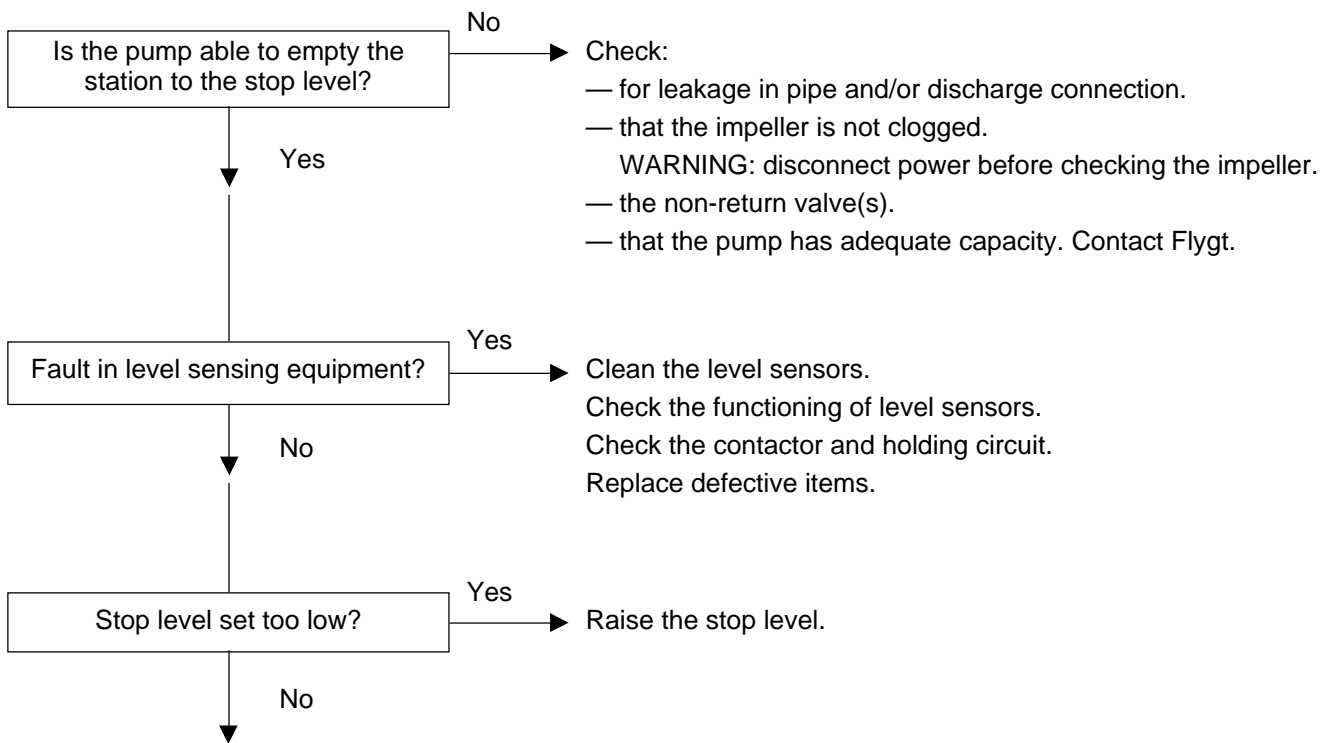 Is the pump able to empty the
station to the stop level?
No
Check:
— for leakage in pipe and/or discharge connection.
— that the impeller is not clogged.
WARNING: disconnect power before checking the impeller.
— the non-return valve(s).
— that the pump has adequate capacity. Contact Flygt.
Yes
Fault in level sensing equipment?
Yes
Clean the level sensors.
Check the functioning of level sensors.
Check the contactor and holding circuit.
Replace defective items.
No
Stop level set too low?
Yes
Raise the stop level.
No